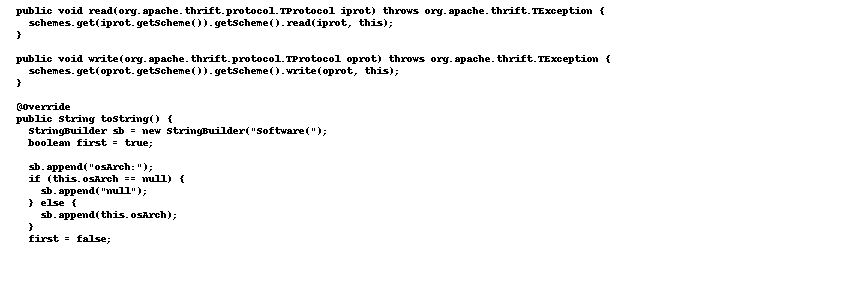 public void read(org.apache.thrift.protocol.TProtocol iprot) throws org.apache.thrift.TException {
schemes.get(iprot.getScheme()).getScheme().read(iprot, this);
}
public void write(org.apache.thrift.protocol.TProtocol oprot) throws org.apache.thrift.TException {
schemes.get(oprot.getScheme()).getScheme().write(oprot, this);
}
@Override
public String toString() {
StringBuilder sb = new StringBuilder("Software(");
boolean first = true;
sb.append("osArch:");
if (this.osArch == null) {
sb.append("null");
} else {
sb.append(this.osArch);
}
first = false;